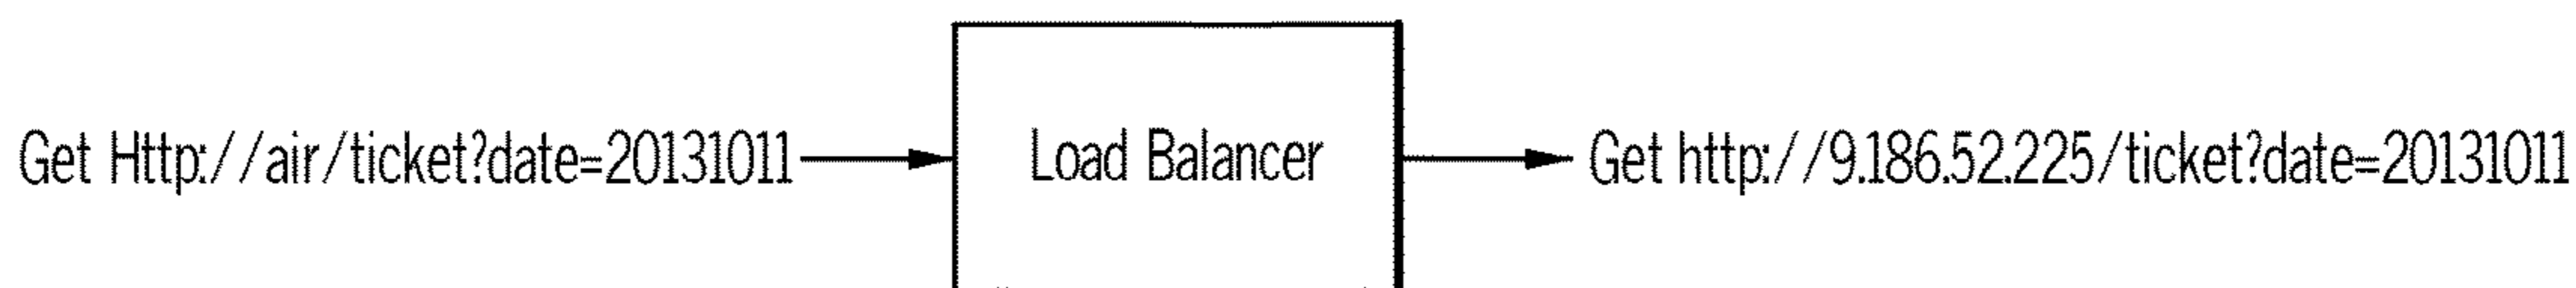 Get Http://air/ticket?date=20131011
Load Balancer
Get http://9.186.52.225/ticket?date=20131011